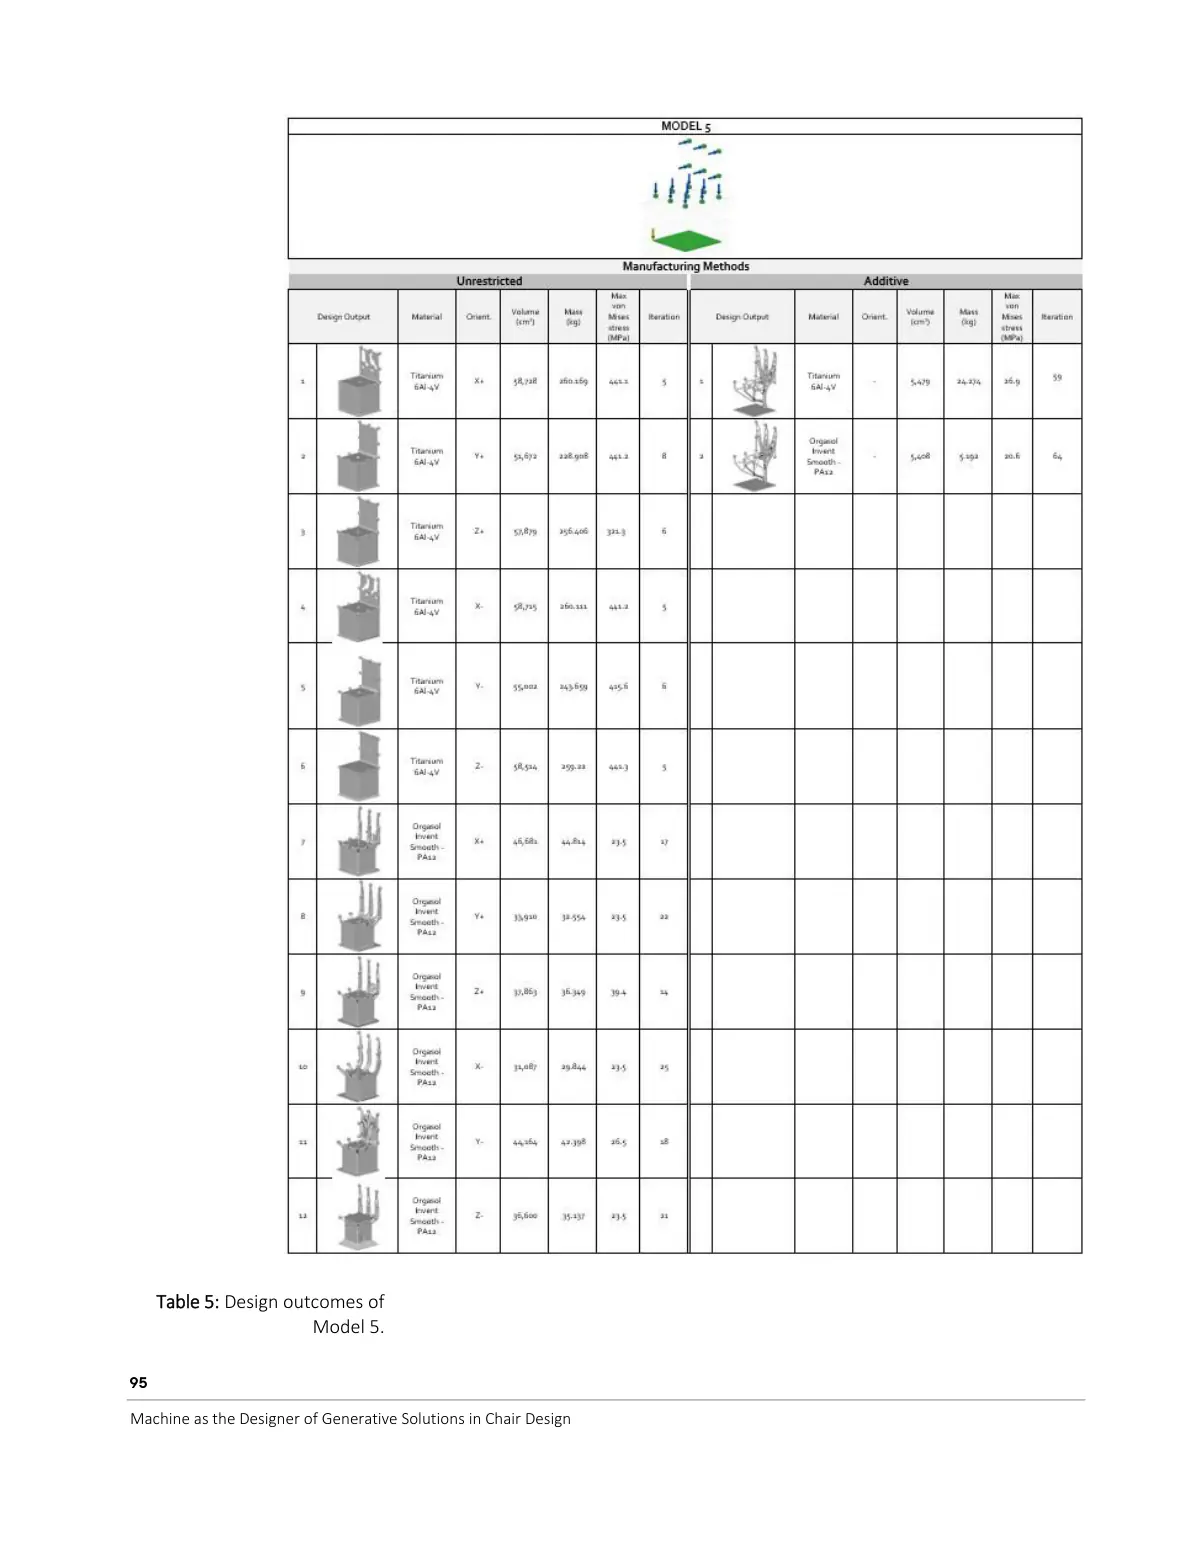 MODEL 5
Manufacturing Methods
Unrestricted
Additive
Design Output
Material
Orient.
Volume
(cm³)
Mass
(kg)
Max
von
Mises
stress
(MPa)
Iteration
Design Output
Material
Orient.
Volume
(cm³)
Mass
(kg)
Max
von
Mises
stress
(MPa)
Iteration
1
Titanium
6Al-4V
X+
58,728
260.169
441.1
5
1
Titanium
6Al-4V
-
5,479
24.274
26.9
59
2
Titanium
6Al-4V
Y+
51,672
228.908
441.2
8
2
Orgasol
Invent
Smooth -
PA12
-
5,408
5.192
20.6
64
3
Titanium
6Al-4V
Z+
57,879
256.406
321.3
6
4
Titanium
6Al-4V
X-
58,715
260.111
441.2
5
5
Titanium
6Al-4V
Y-
55,002
243.659
415.6
6
6
Titanium
6Al-4V
Z-
58,514
259.22
441.3
5
7
Orgasol
Invent
Smooth -
PA12
X+
46,681
44.814
23.5
17
8
Orgasol
Invent
Smooth -
PA12
Y+
33,910
32.554
23.5
22
9
Orgasol
Invent
Smooth -
PA12
Z+
37,863
36.349
39.4
14
10
Orgasol
Invent
Smooth -
PA12
X-
31,087
29.844
23.5
25
11
Orgasol
Invent
Smooth -
PA12
Y-
44,164
42.398
26.5
18
12
Orgasol
Invent
Smooth -
PA12
Z-
36,600
35.137
23.5
21
Table 5: Design outcomes of
Model 5.
95
Machine as the Designer of Generative Solutions in Chair Design